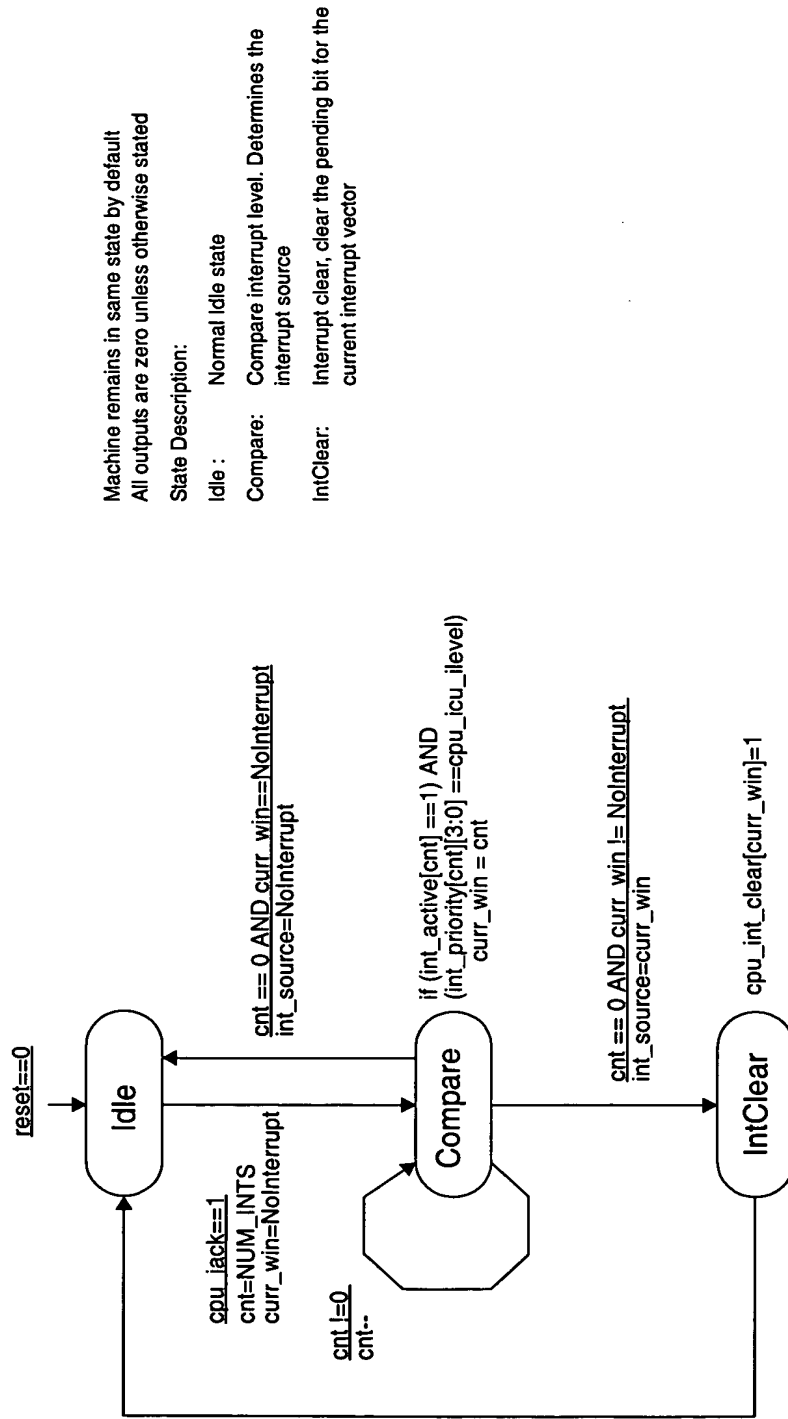 reset==0
Idle
cpu_iack==1
cnt=NUM_INTS
curr_win=NoInterrupt
cnt == 0 AND curr_win==NoInterrupt
int_source=NoInterrupt
cnt !=0
cnt--
Compare
if (int_active[cnt] ==1) AND
(int_priority[cnt][3:0] ==cpu_icu_ilevel)
curr_win = cnt
cnt == 0 AND curr_win != NoInterrupt
int_source=curr_win
IntClear
cpu_int_clear[curr_win]=1
Machine remains in same state by default
All outputs are zero unless otherwise stated
State Description:
Idle : Normal Idle state
Compare: Compare interrupt level. Determines the
interrupt source
IntClear: Interrupt clear, clear the pending bit for the
current interrupt vector